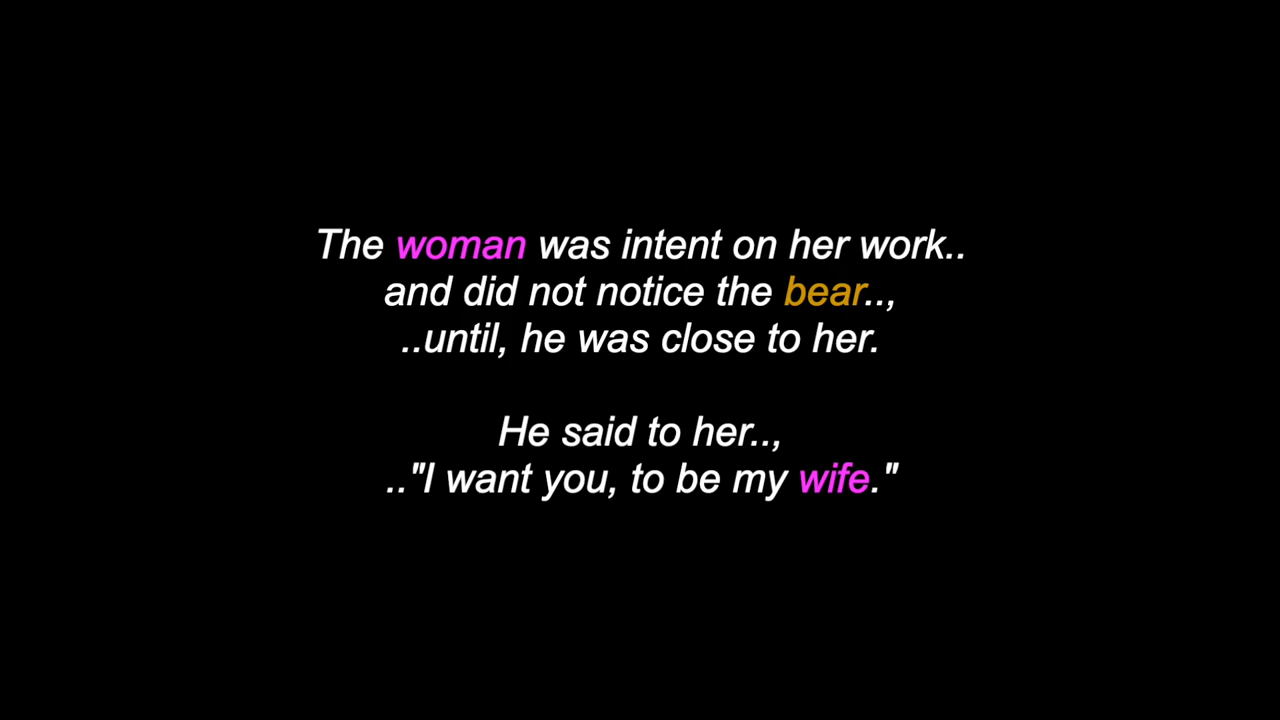 The woman was intent on her work..
and did not notice the bear..,
..until, he was close to her.
He said to her..,
.."I want you, to be my wife."